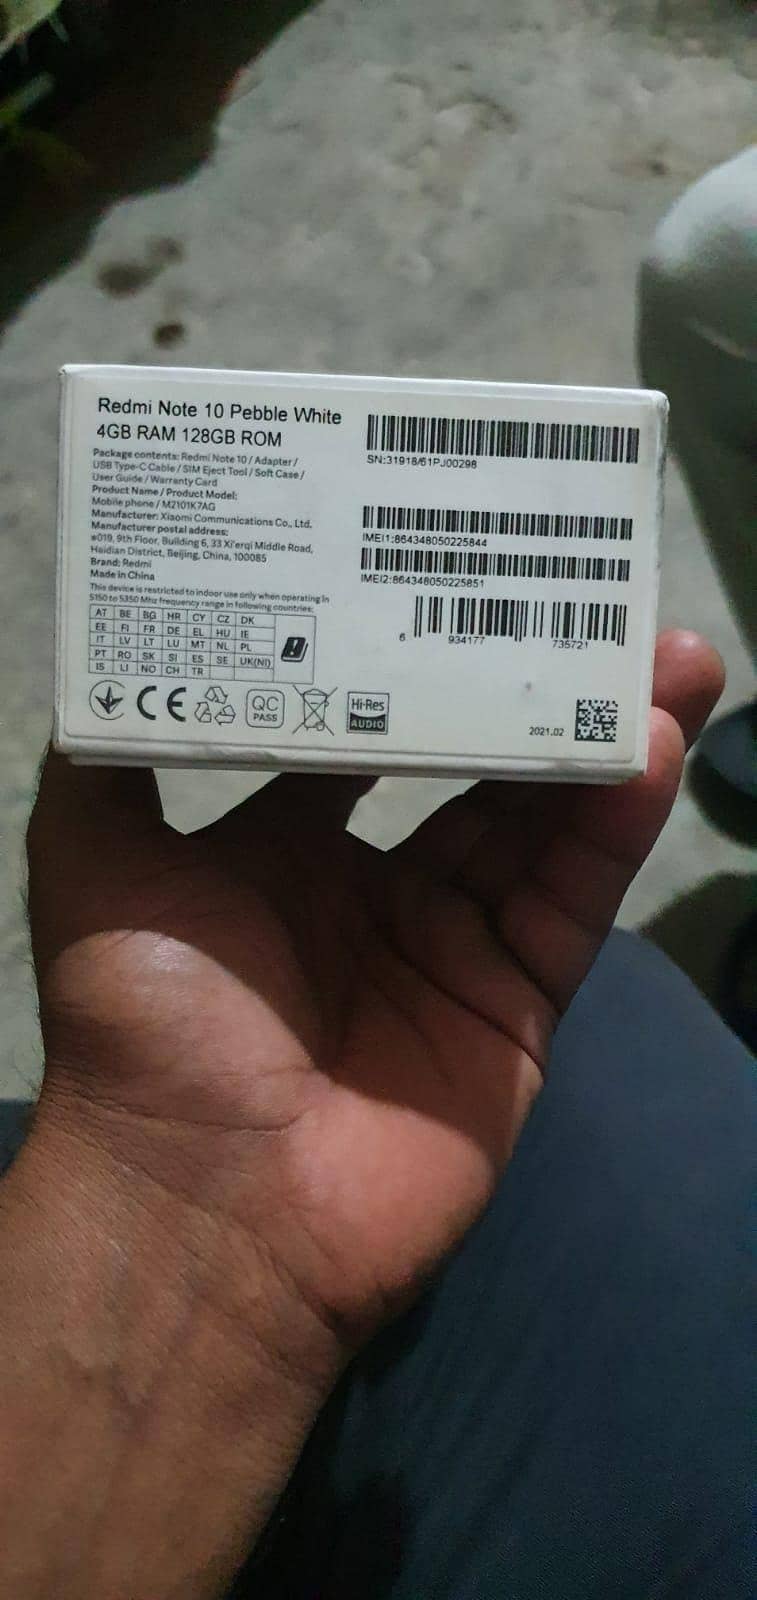 Redmi Note 10 Pebble White
4GB RAM 128GB ROM
Package contents: Redmi Note 10 / Adapter /
USB Type-C Cable / SIM Eject Tool / Soft Case /
User Guide / Warranty Card
Product Name / Product Model:
Mobile phone / M2101K7AG
Manufacturer: Xiaomi Communications Co., Ltd.
Manufacturer postal address:
#019, 9th Floor, Building 6, 33 Xi'erqi Middle Road,
Haidian District, Beijing, China, 100085
Brand: Redmi
Made in China
This device is restricted to indoor use only when operating in
5150 to 5350 Mhz frequency range in following countries:
AT BE BG HR CY CZ DK
EE FI FR DE EL HU IE
IT LV LT LU MT NL PL
PT RO SK SI ES SE UK(NI)
IS LI NO CH TR
CE
QC
PASS
Hi-Res
AUDIO
SN:31918/61PJ00298
IMEI1:864348050225844
IMEI2:864348050225851
6 934177 735721
2021.02